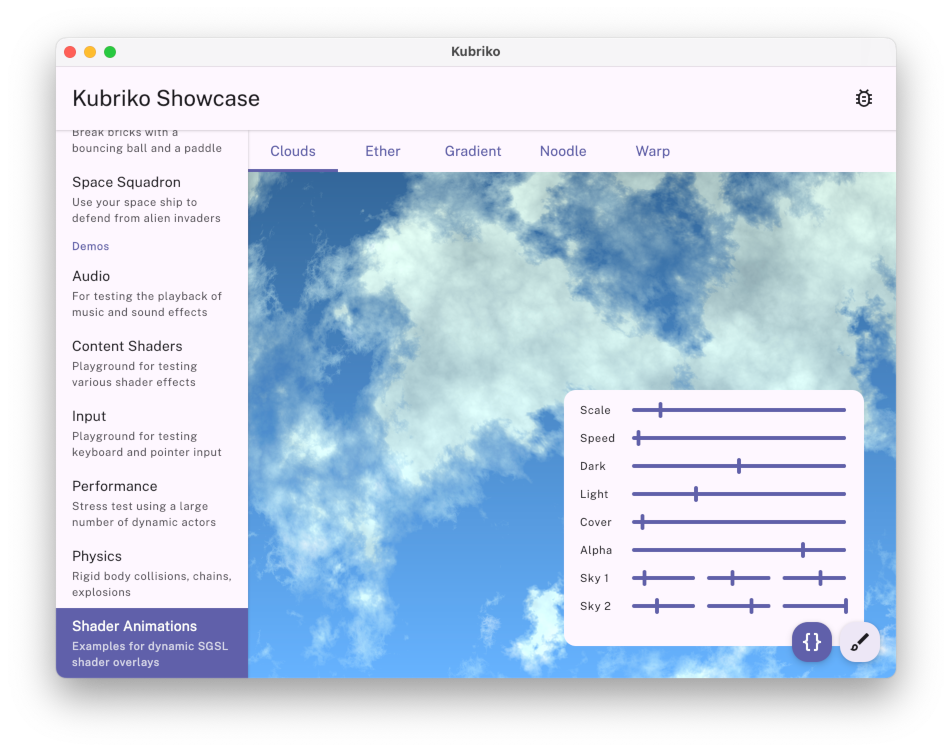 Kubriko
Kubriko Showcase
Break bricks with a
bouncing ball and a paddle
Space Squadron
Use your space ship to
defend from alien invaders
Demos
Audio
For testing the playback of
music and sound effects
Content Shaders
Playground for testing
various shader effects
Input
Playground for testing
keyboard and pointer input
Performance
Stress test using a large
number of dynamic actors
Physics
Rigid body collisions, chains,
explosions
Shader Animations
Examples for dynamic SGSL
shader overlays
Clouds Ether Gradient Noodle Warp
Scale
Speed
Dark
Light
Cover
Alpha
Sky 1
Sky 2
{}